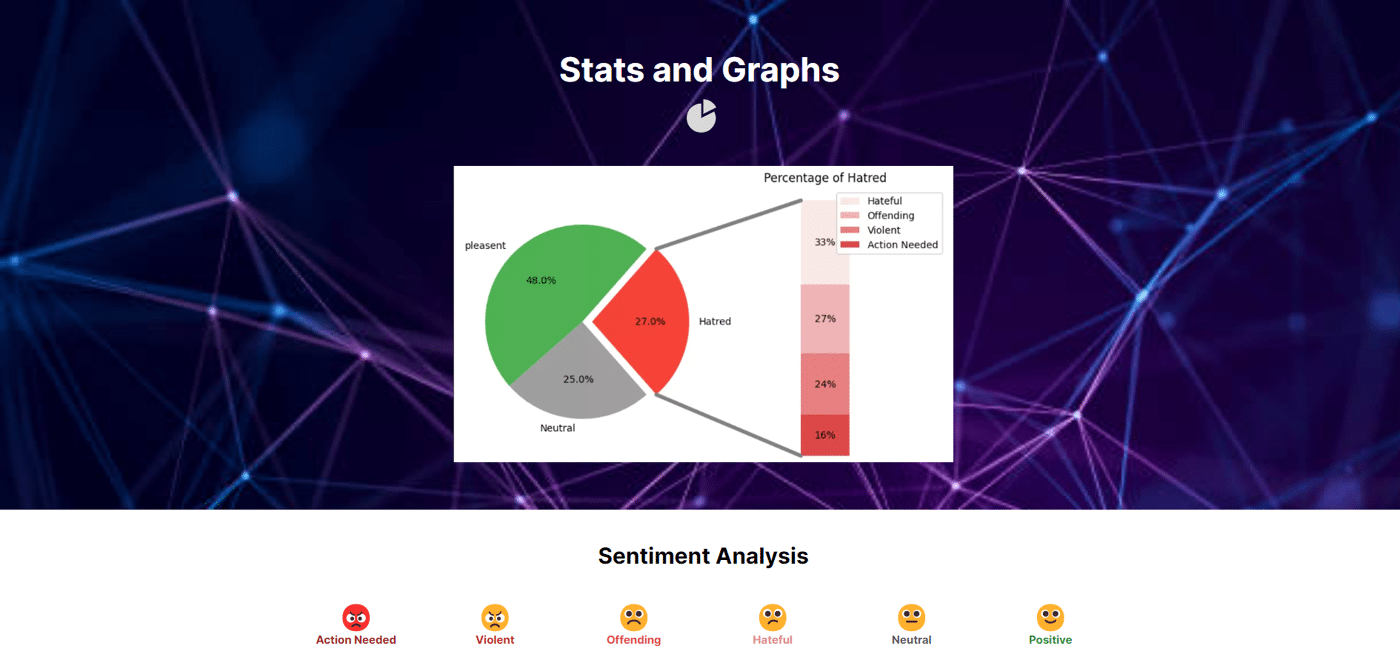 Stats and Graphs
Percentage of Hatred
Hateful
Offending
Violent
Action Needed
pleasent
48.0%
27.0%
Hatred
25.0%
Neutral
33%
27%
24%
16%
Sentiment Analysis
Action Needed Violent Offending Hateful Neutral Positive